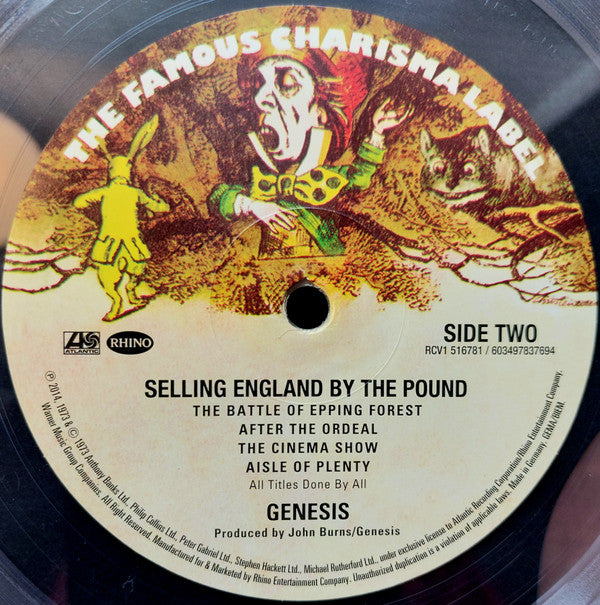 THE FAMOUS CHARISMA LABEL
ATLANTIC
RHINO
SIDE TWO
RCV1 516781 / 603497837694
SELLING ENGLAND BY THE POUND
THE BATTLE OF EPPING FOREST
AFTER THE ORDEAL
THE CINEMA SHOW
AISLE OF PLENTY
All Titles Done By All
GENESIS
Produced by John Burns/Genesis
℗ 2014, 1973 & © 1973 Anthony Banks Ltd., Philip Collins Ltd., Peter Gabriel Ltd., Stephen Hackett Ltd., Michael Rutherford Ltd., under exclusive license to Atlantic Recording Corporation/Rhino Entertainment Company.
Warner Music Group Companies. All Right Reserved. Manufactured for & Marketed by Rhino Entertainment Company. Unauthorized duplication is a violation of applicable laws. Made in Germany. GEMA/BIEM.